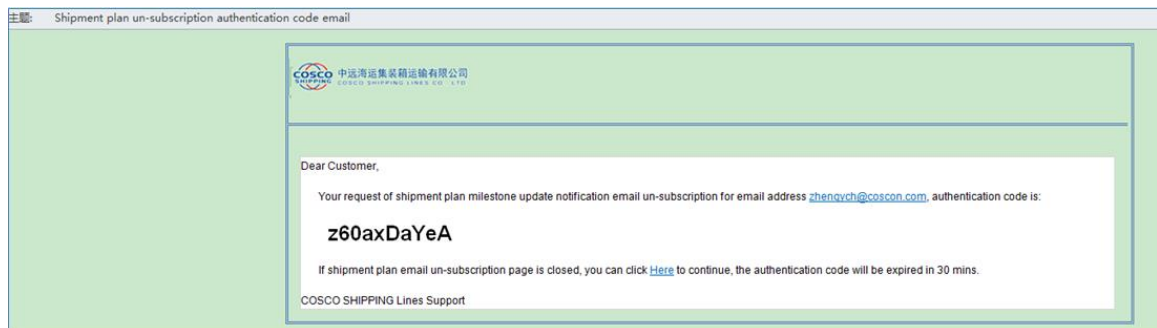 主题: Shipment plan un-subscription authentication code email
COSCO SHIPPING 中远海运集装箱运输有限公司
COSCO SHIPPING LINES CO. LTD
Dear Customer,
Your request of shipment plan milestone update notification email un-subscription for email address zhengych@coscon.com, authentication code is:
z60axDaYeA
If shipment plan email un-subscription page is closed, you can click Here to continue, the authentication code will be expired in 30 mins.
COSCO SHIPPING Lines Support